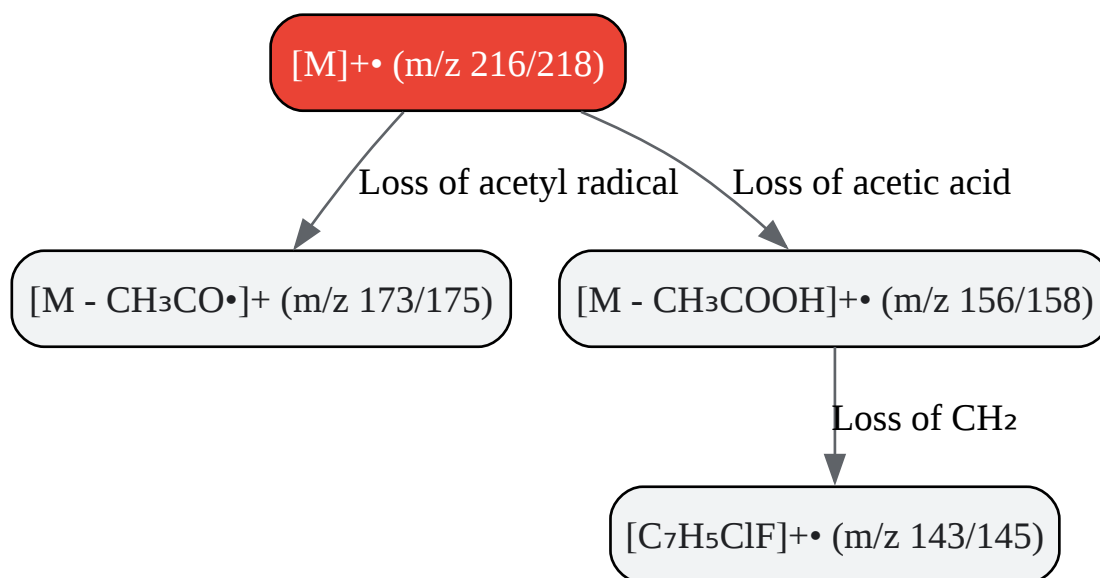 [M]+• (m/z 216/218)
Loss of acetyl radical
Loss of acetic acid
[M - CH₃CO•]+ (m/z 173/175)
[M - CH₃COOH]+• (m/z 156/158)
Loss of CH₂
[C₇H₅ClF]+• (m/z 143/145)